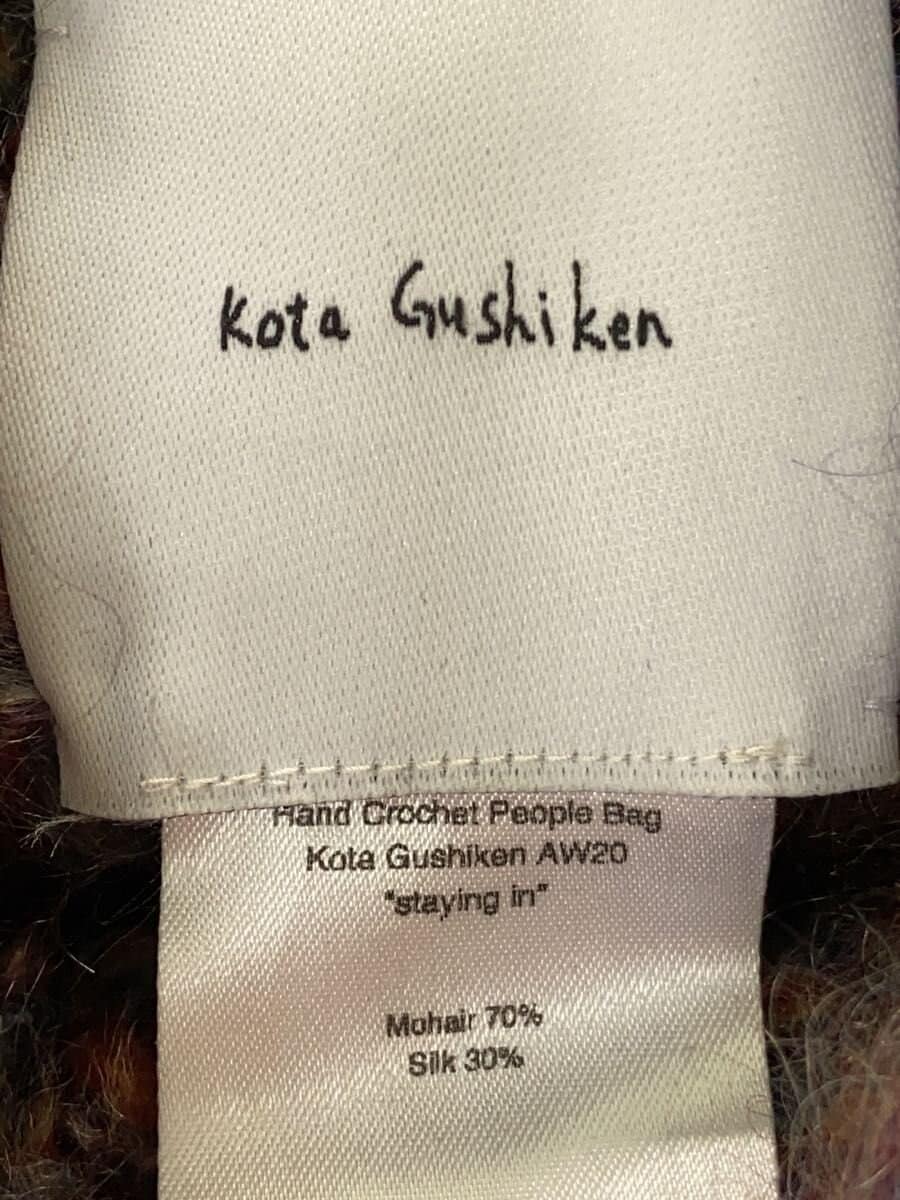 Kota Gushiken
Hand Crochet People Bag
Kota Gushiken AW20
"staying in"
Mohair 70%
Silk 30%